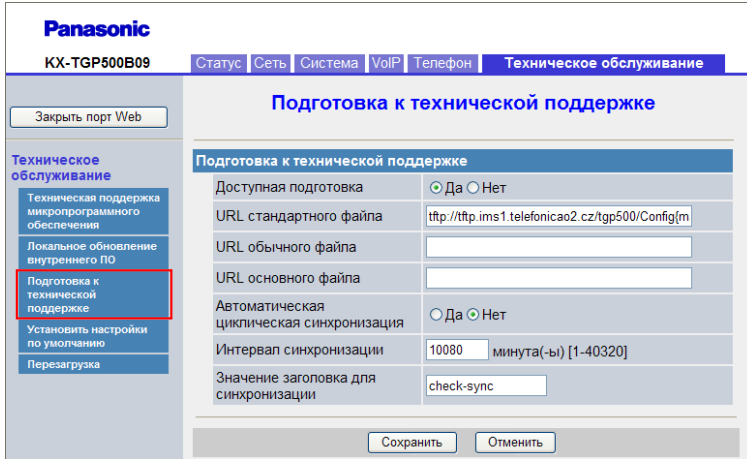 Panasonic
KX-TGP500B09
Статус Сеть Система VoIP Телефон Техническое обслуживание
Закрыть порт Web
Подготовка к технической поддержке
Техническое
обслуживание
Техническая поддержка
микропрограммного
обеспечения
Локальное обновление
внутреннего ПО
Подготовка к
технической
поддержке
Установить настройки
по умолчанию
Перезагрузка
Подготовка к технической поддержке
Доступная подготовка Да Нет
URL стандартного файла tftp://tftp.ims1.telefonicao2.cz/tgp500/Config{m
URL обычного файла
URL основного файла
Автоматическая
циклическая синхронизация Да Нет
Интервал синхронизации 10080 минута(-ы) [1-40320]
Значение заголовка для
синхронизации check-sync
Сохранить Отменить